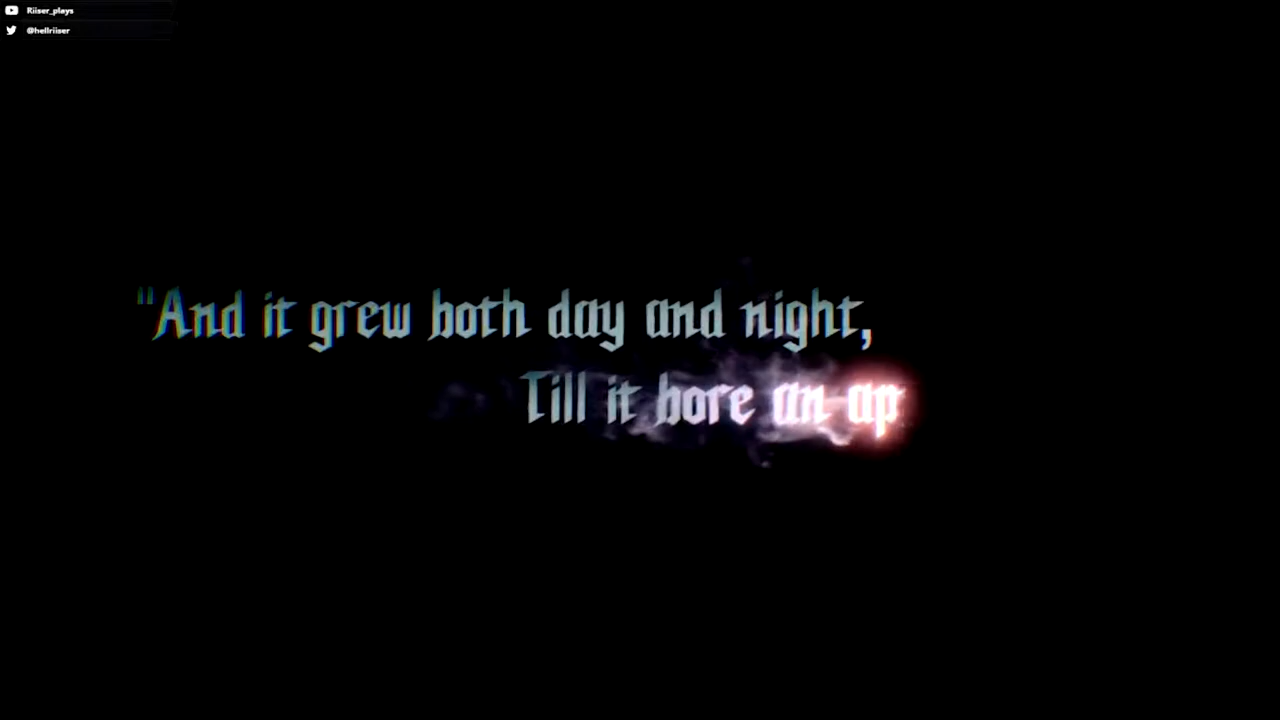 Riiser_plays
@hellriiser
"And it grew both day and night,
Till it bore an ap